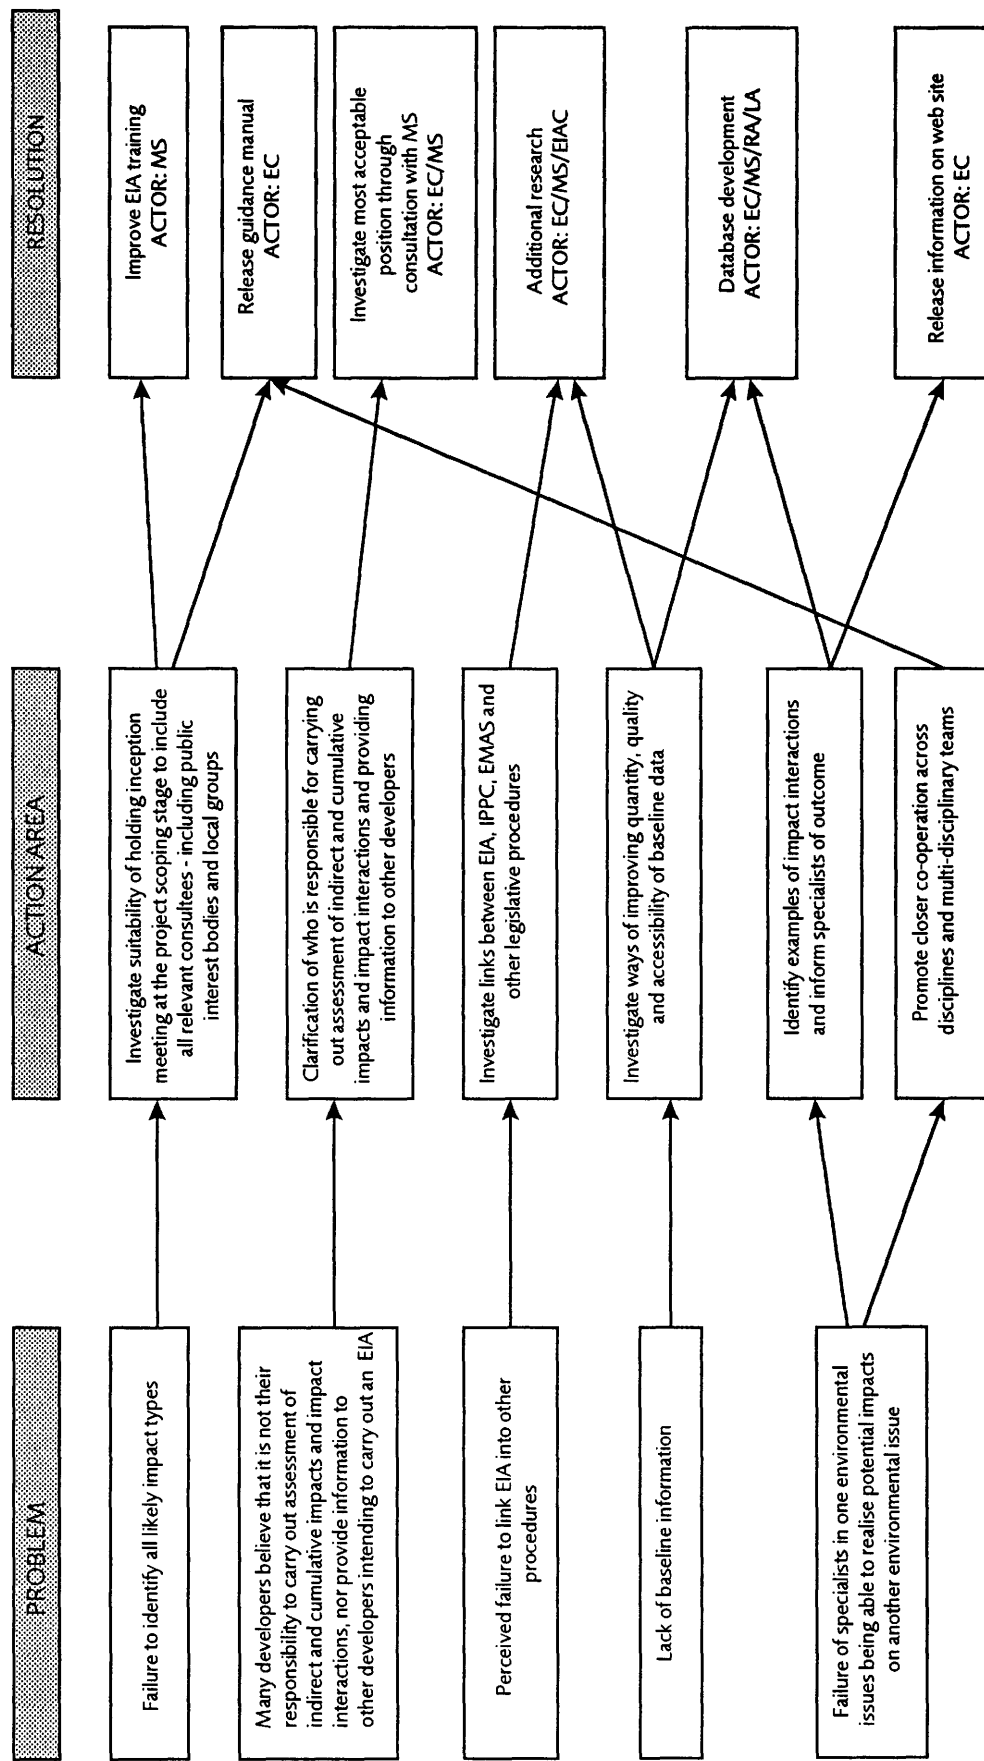 PROBLEM
Failure to identify all likely impact types
Many developers believe that it is not their
responsibility to carry out assessment of
indirect and cumulative impacts and impact
interactions, nor provide information to
other developers intending to carry out an EIA
Perceived failure to link EIA into other
procedures
Lack of baseline information
Failure of specialists in one environmental
issues being able to realise potential impacts
on another environmental issue
ACTION AREA
Investigate suitability of holding inception
meeting at the project scoping stage to include
all relevant consultees - including public
interest bodies and local groups
Clarification of who is responsible for carrying
out assessment of indirect and cumulative
impacts and impact interactions and providing
information to other developers
Investigate links between EIA, IPPC, EMAS and
other legislative procedures
Investigate ways of improving quantity, quality
and accessibility of baseline data
Identify examples of impact interactions
and inform specialists of outcome
Promote closer co-operation across
disciplines and multi-disciplinary teams
RESOLUTION
Improve EIA training
ACTOR: MS
Release guidance manual
ACTOR: EC
Investigate most acceptable
position through
consultation with MS
ACTOR: EC/MS
Additional research
ACTOR: EC/MS/EIAC
Database development
ACTOR: EC/MS/RA/LA
Release information on web site
ACTOR: EC